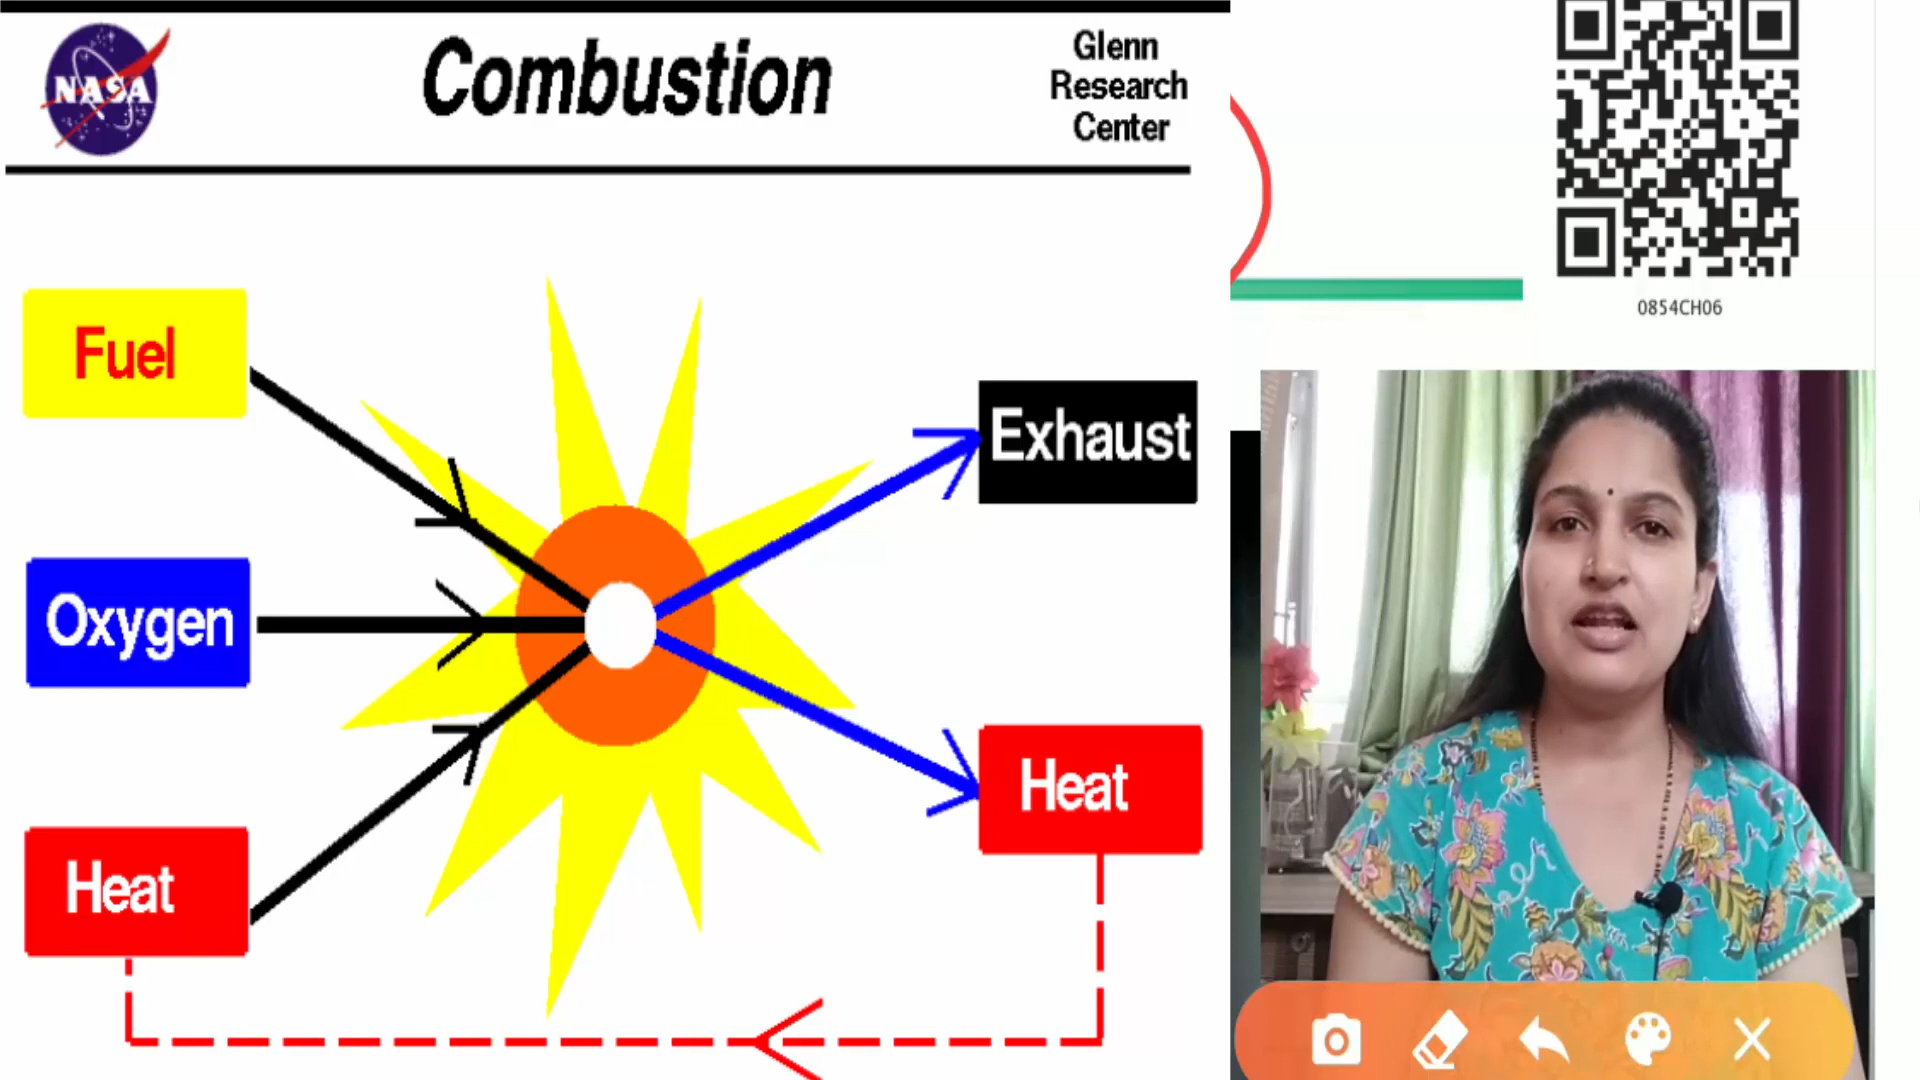 NASA
Combustion
Glenn
Research
Center
Fuel
Oxygen
Heat
Exhaust
Heat
0854CH06